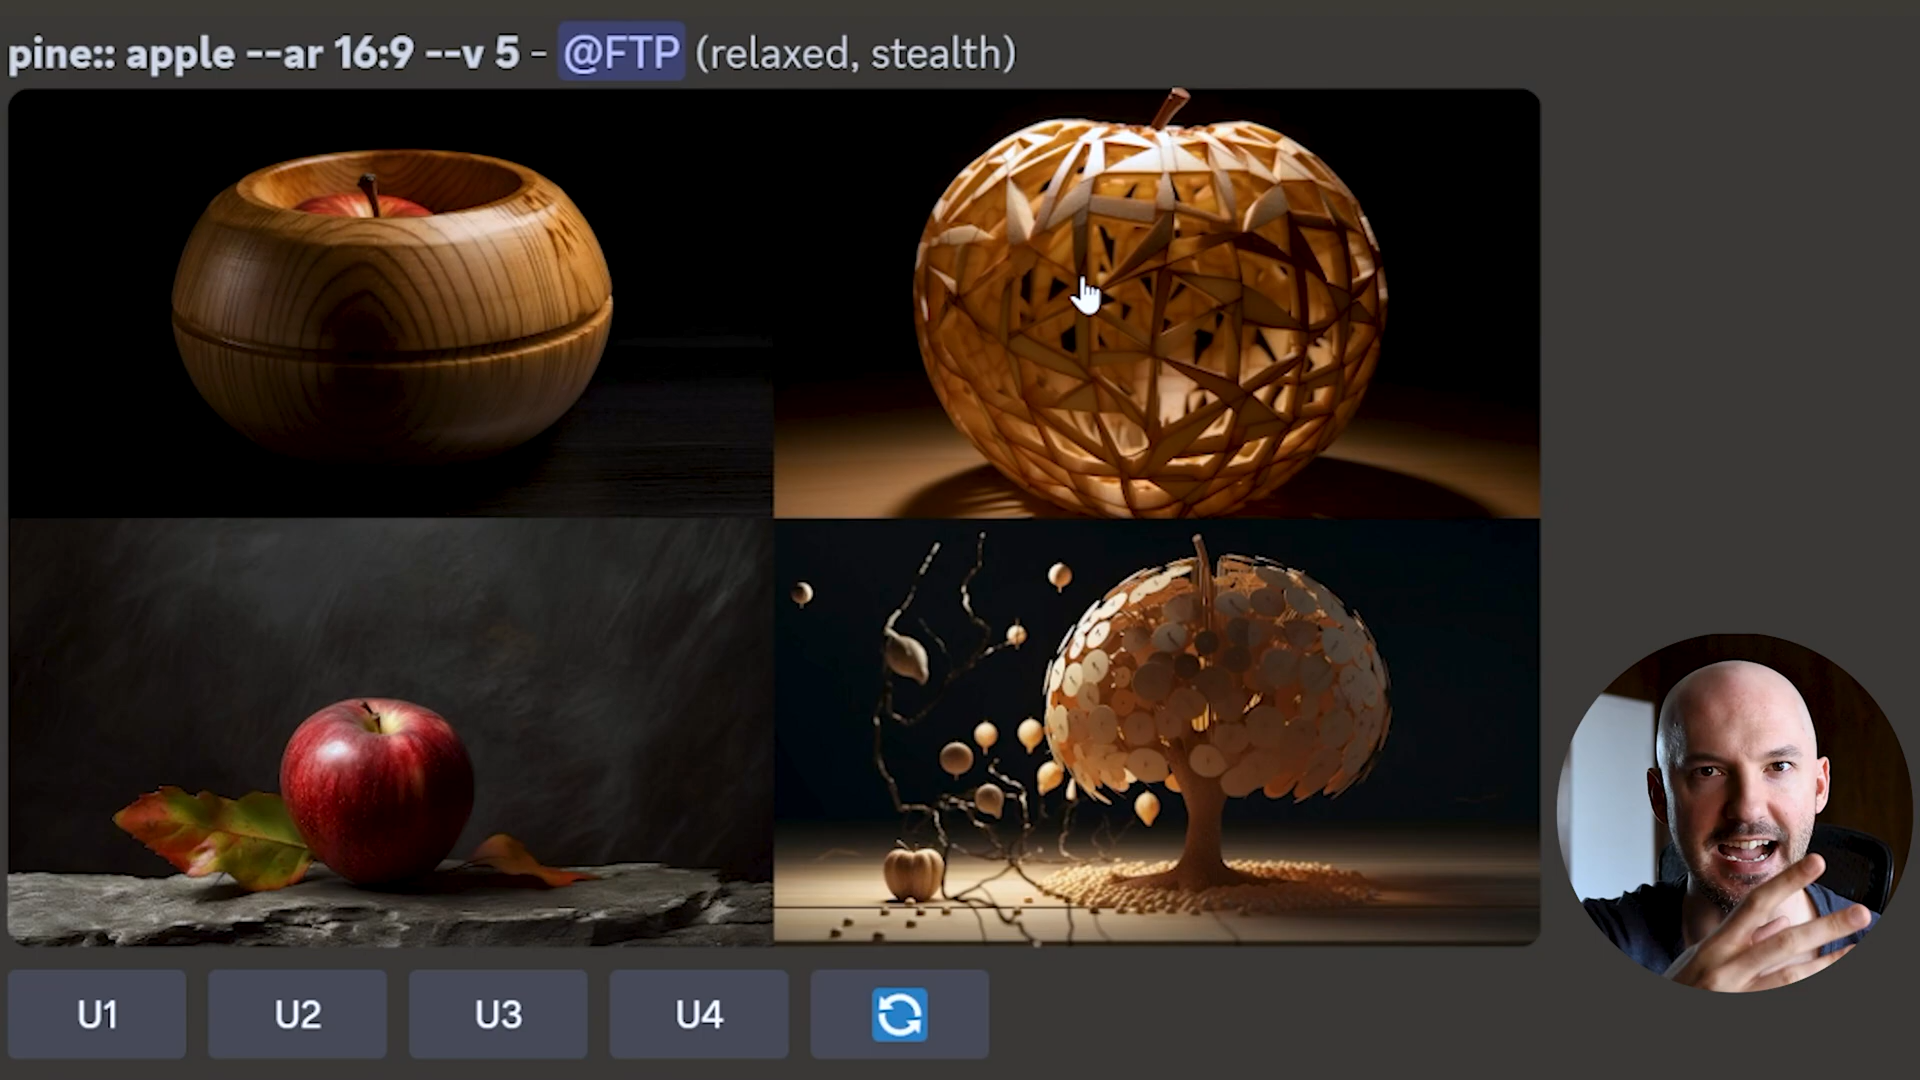 pine:: apple --ar 16:9 --v 5 - @FTP (relaxed, stealth)
U1 U2 U3 U4